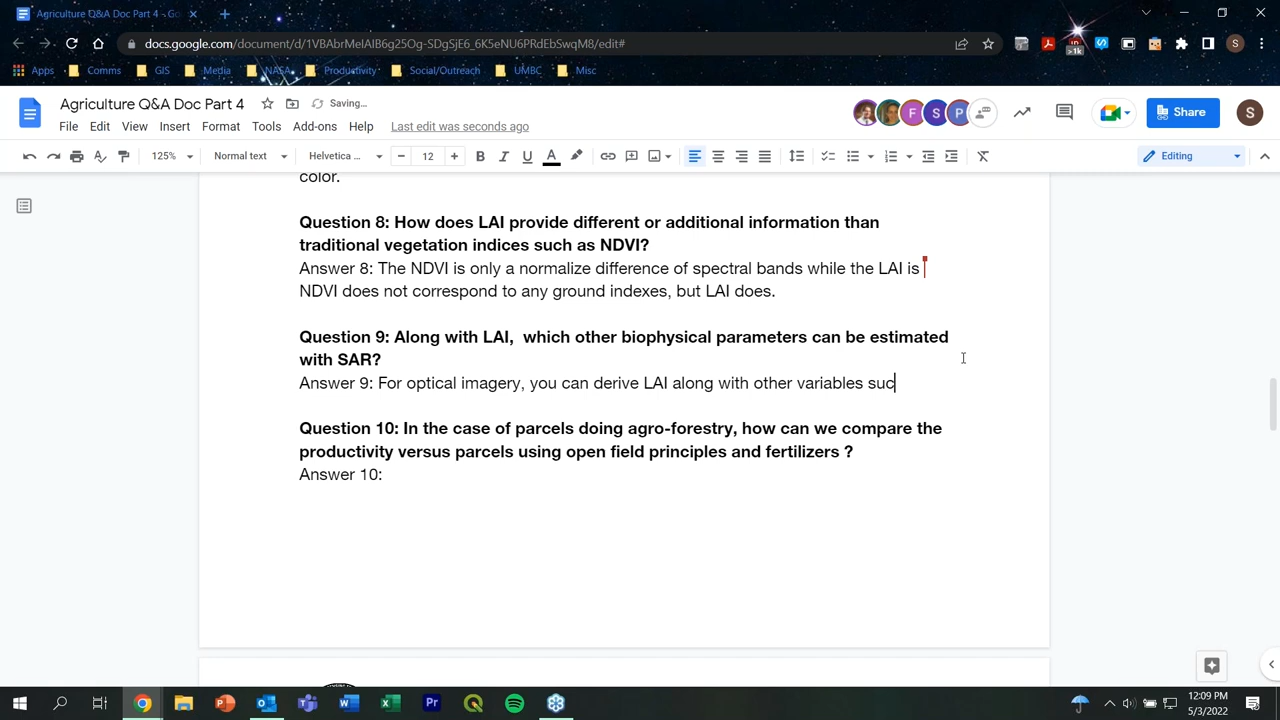 Agriculture Q&A Doc Part 4 - Go
docs.google.com/document/d/1VBAbrMelAIB6g25Og-SDgSjE6_6K5eNU6PRdEbSwqM8/edit#
S
>1k
Apps Comms GIS Media NASA Productivity Social/Outreach UMBC Misc
Agriculture Q&A Doc Part 4
Saving...
F S P
Share
S
File Edit View Insert Format Tools Add-ons Help Last edit was seconds ago
125% Normal text Helvetica ... 12 B I U A Editing
color.
Question 8: How does LAI provide different or additional information than
traditional vegetation indices such as NDVI?
Answer 8: The NDVI is only a normalize difference of spectral bands while the LAI is
NDVI does not correspond to any ground indexes, but LAI does.
Question 9: Along with LAI,  which other biophysical parameters can be estimated
with SAR?
Answer 9: For optical imagery, you can derive LAI along with other variables suc
Question 10: In the case of parcels doing agro-forestry, how can we compare the
productivity versus parcels using open field principles and fertilizers ?
Answer 10:
12:09 PM
5/3/2022